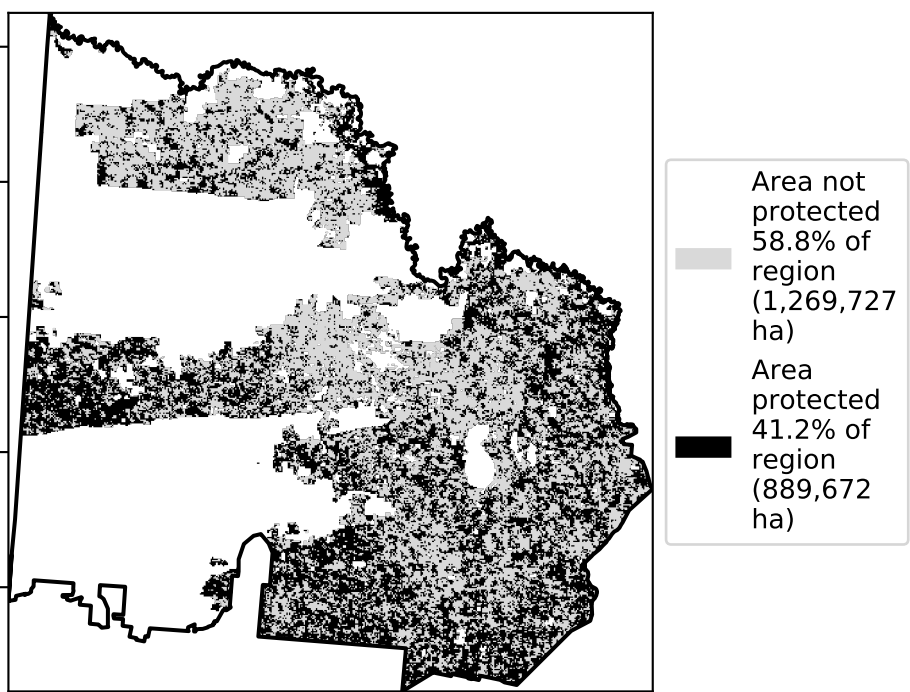 Area not
protected
58.8% of
region
(1,269,727
ha)
Area
protected
41.2% of
region
(889,672
ha)